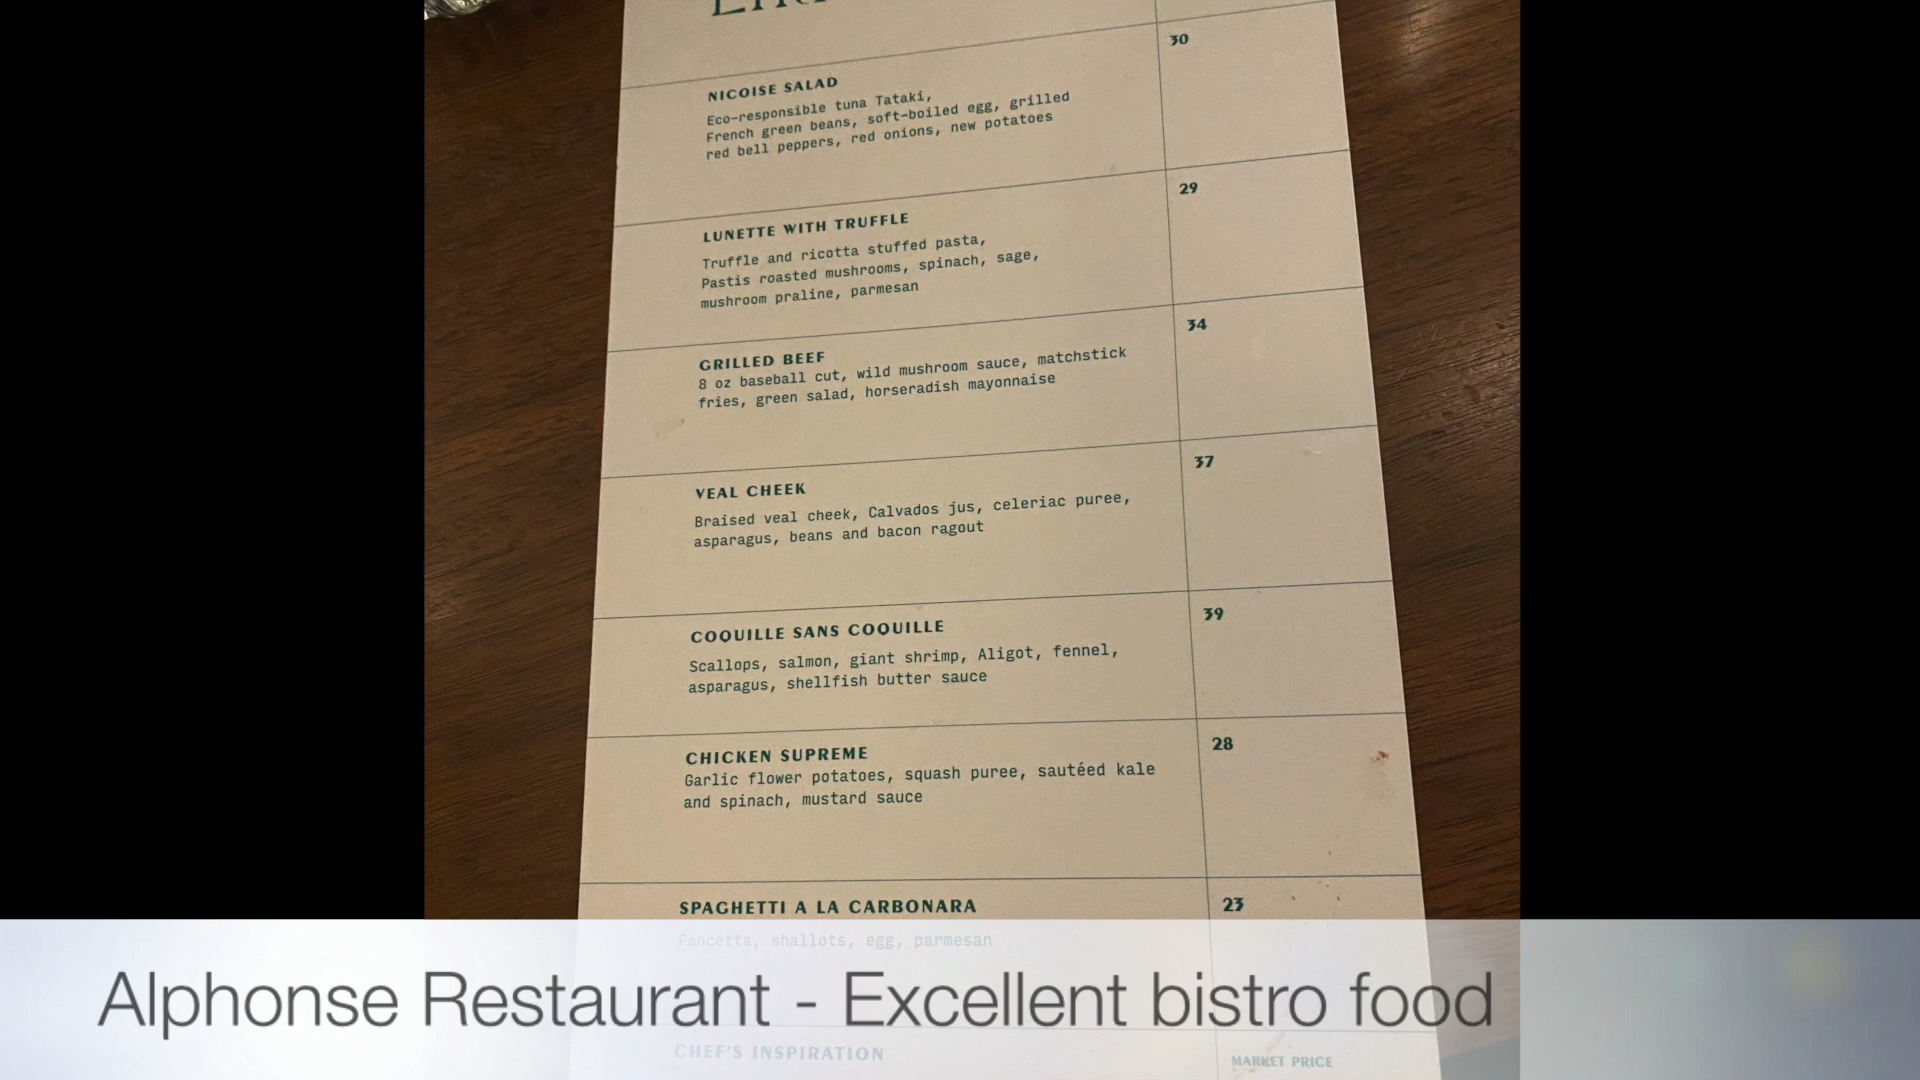 30
NICOISE SALAD
Eco-responsible tuna Tataki,
French green beans, soft-boiled egg, grilled
red bell peppers, red onions, new potatoes
29
LUNETTE WITH TRUFFLE
Truffle and ricotta stuffed pasta,
Pastis roasted mushrooms, spinach, sage,
mushroom praline, parmesan
34
GRILLED BEEF
8 oz baseball cut, wild mushroom sauce, matchstick
fries, green salad, horseradish mayonnaise
37
VEAL CHEEK
Braised veal cheek, Calvados jus, celeriac puree,
asparagus, beans and bacon ragout
39
COQUILLE SANS COQUILLE
Scallops, salmon, giant shrimp, Aligot, fennel,
asparagus, shellfish butter sauce
28
CHICKEN SUPREME
Garlic flower potatoes, squash puree, sautéed kale
and spinach, mustard sauce
23
SPAGHETTI A LA CARBONARA
Pancetta, shallots, egg, parmesan
Alphonse Restaurant - Excellent bistro food
CHEF'S INSPIRATION
MARKET PRICE